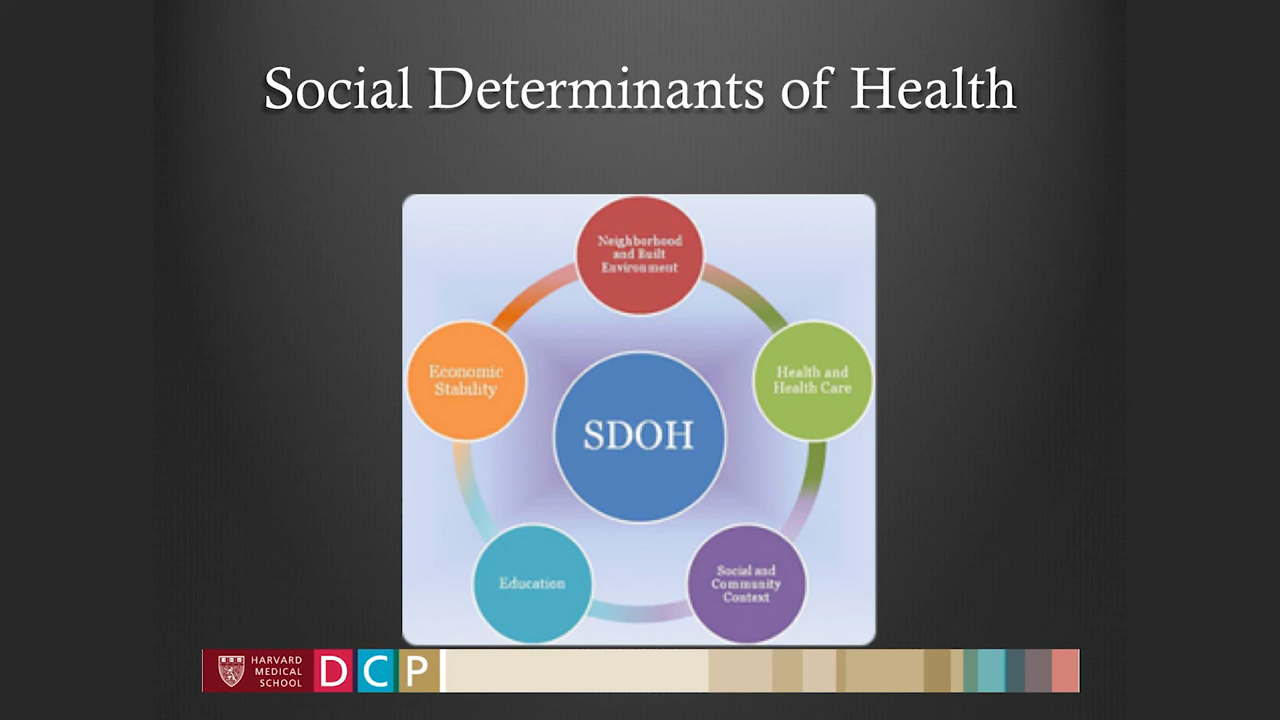 Social Determinants of Health
Neighborhood
and Built
Environment
Economic
Stability
Health and
Health Care
SDOH
Education
Social and
Community
Context
HARVARD
MEDICAL
SCHOOL
DCP